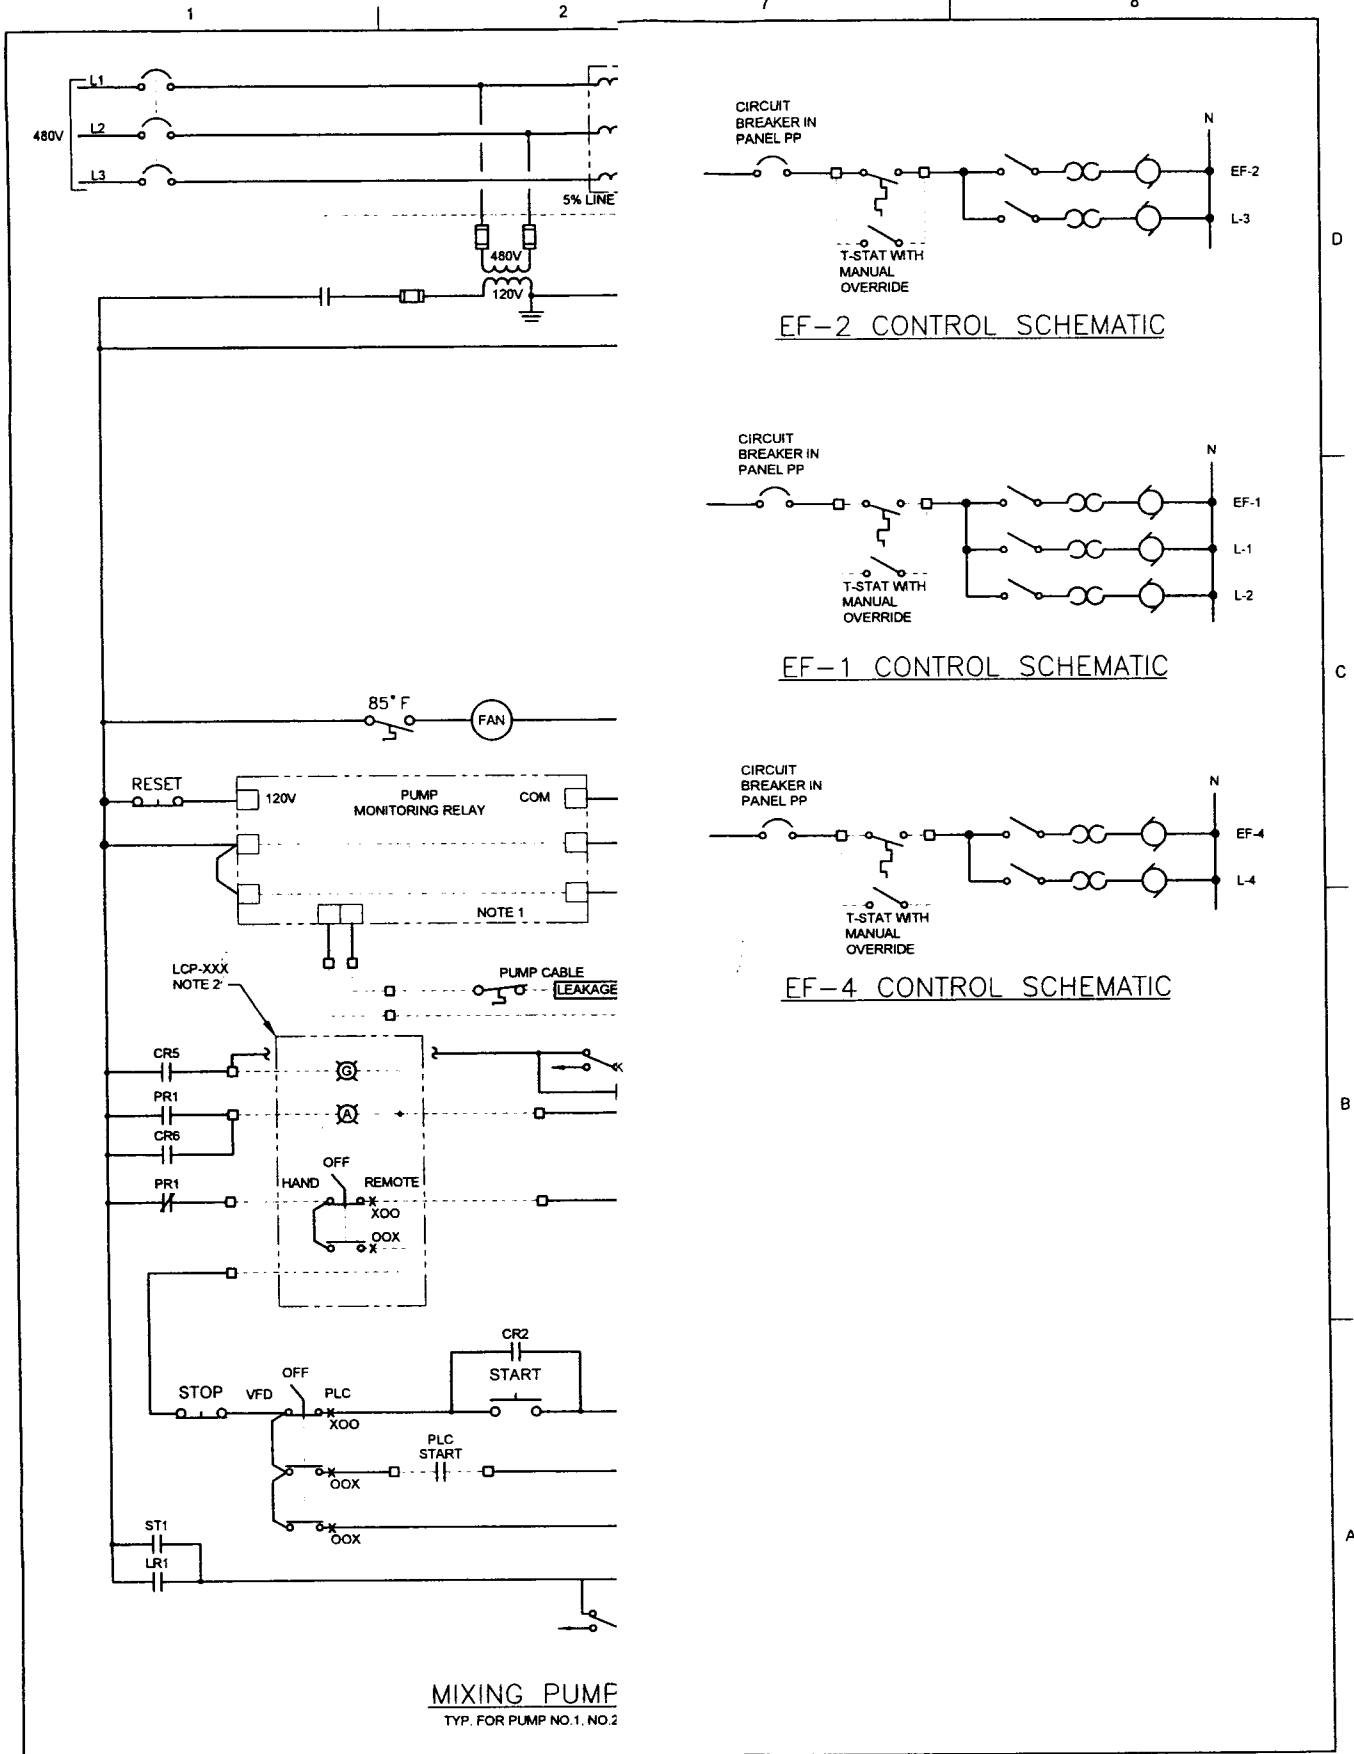 1
2
7
8
L1
480V
L2
L3
5% LINE
480V
120V
CIRCUIT
BREAKER IN
PANEL PP
N
EF-2
L-3
T-STAT WITH
MANUAL
OVERRIDE
EF-2 CONTROL SCHEMATIC
D
CIRCUIT
BREAKER IN
PANEL PP
N
EF-1
L-1
L-2
T-STAT WITH
MANUAL
OVERRIDE
EF-1 CONTROL SCHEMATIC
C
CIRCUIT
BREAKER IN
PANEL PP
N
EF-4
L-4
T-STAT WITH
MANUAL
OVERRIDE
EF-4 CONTROL SCHEMATIC
B
A
85° F
FAN
RESET
120V
PUMP
MONITORING RELAY
COM
NOTE 1
LCP-XXX
NOTE 2
PUMP CABLE
LEAKAGE
CR5
G
PR1
A
CR6
PR1
OFF
HAND
REMOTE
XOO
OOX
CR2
START
STOP
VFD
OFF
PLC
XOO
PLC
START
OOX
OOX
ST1
LR1
MIXING PUMP
TYP. FOR PUMP NO.1, NO.2